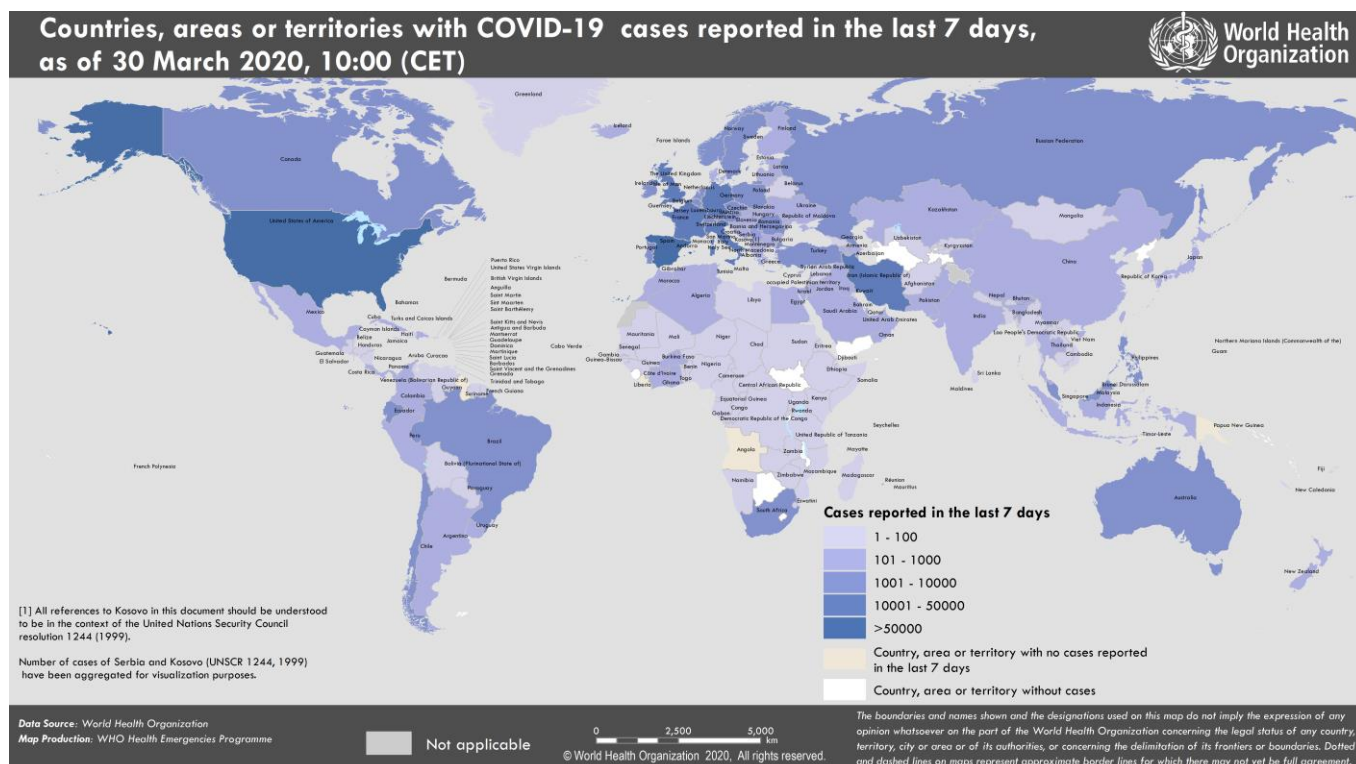 Countries, areas or territories with COVID-19 cases reported in the last 7 days,
as of 30 March 2020, 10:00 (CET)
World Health
Organization
Greenland
Iceland
Norway
Finland
Sweden
Faroe Islands
Russian Federation
Estonia
Latvia
Canada
Denmark
Lithuania
The United Kingdom
Belarus
Netherlands
Poland
Germany
Belgium
Guernsey
Czechia
Slovakia
Ukraine
Kazakhstan
Mongolia
France
Liechtenstein
Hungary
Republic of Moldova
United States of America
Switzerland
Slovenia
Romania
Croatia
Bosnia and Herzegovina
Serbia
Georgia
Uzbekistan
Monaco
Kosovo[1]
Bulgaria
Armenia
Kyrgyzstan
Portugal
Spain
Andorra
Montenegro
Azerbaijan
Albania
Turkey
China
Japan
Greece
Republic of Korea
Gibraltar
Malta
Syrian Arab Republic
Tunisia
Cyprus
Lebanon
Iran (Islamic Republic of)
Afghanistan
Puerto Rico
Morocco
occupied Palestinian territory
United States Virgin Islands
Israel
Jordan
Iraq
Kuwait
Bermuda
British Virgin Islands
Algeria
Libya
Egypt
Pakistan
Nepal
Bhutan
Anguilla
Bahrain
Qatar
Saint Martin
Saudi Arabia
Bangladesh
Bahamas
Sint Maarten
United Arab Emirates
India
Myanmar
Mexico
Saint Barthélemy
Oman
Lao People's Democratic Republic
Cuba
Turks and Caicos Islands
Viet Nam
Northern Mariana Islands (Commonwealth of the)
Cayman Islands
Haiti
Saint Kitts and Nevis
Mauritania
Mali
Niger
Chad
Sudan
Eritrea
Thailand
Guam
Belize
Jamaica
Antigua and Barbuda
Cabo Verde
Senegal
Cambodia
Philippines
Honduras
Montserrat
Gambia
Burkina Faso
Djibouti
Guatemala
Guadeloupe
Guinea-Bissau
Guinea
Benin
Nigeria
Ethiopia
Sri Lanka
El Salvador
Nicaragua
Aruba
Curacao
Dominica
Martinique
Côte d'Ivoire
Togo
Cameroon
Central African Republic
Somalia
Maldives
Brunei Darussalam
Costa Rica
Panama
Saint Lucia
Barbados
Liberia
Ghana
Malaysia
Saint Vincent and the Grenadines
Equatorial Guinea
Uganda
Kenya
Singapore
Grenada
Venezuela (Bolivarian Republic of)
Trinidad and Tobago
Gabon
Congo
Rwanda
Indonesia
Guyana
Suriname
French Guiana
Democratic Republic of the Congo
Seychelles
Colombia
Ecuador
United Republic of Tanzania
Timor-Leste
Papua New Guinea
Peru
Brazil
Angola
Zambia
Mayotte
French Polynesia
Bolivia (Plurinational State of)
Mozambique
Madagascar
Fiji
Zimbabwe
Réunion
Mauritius
Namibia
Paraguay
Eswatini
New Caledonia
Australia
South Africa
Uruguay
Argentina
Chile
New Zealand
Cases reported in the last 7 days
1 - 100
101 - 1000
1001 - 10000
10001 - 50000
>50000
Country, area or territory with no cases reported
in the last 7 days
Country, area or territory without cases
[1] All references to Kosovo in this document should be understood
to be in the context of the United Nations Security Council
resolution 1244 (1999).
Number of cases of Serbia and Kosovo (UNSCR 1244, 1999)
have been aggregated for visualization purposes.
Data Source: World Health Organization
Map Production: WHO Health Emergencies Programme
Not applicable
0 2,500 5,000
km
© World Health Organization 2020, All rights reserved.
The boundaries and names shown and the designations used on this map do not imply the expression of any
opinion whatsoever on the part of the World Health Organization concerning the legal status of any country,
territory, city or area or of its authorities, or concerning the delimitation of its frontiers or boundaries. Dotted
and dashed lines on maps represent approximate border lines for which there may not yet be full agreement.